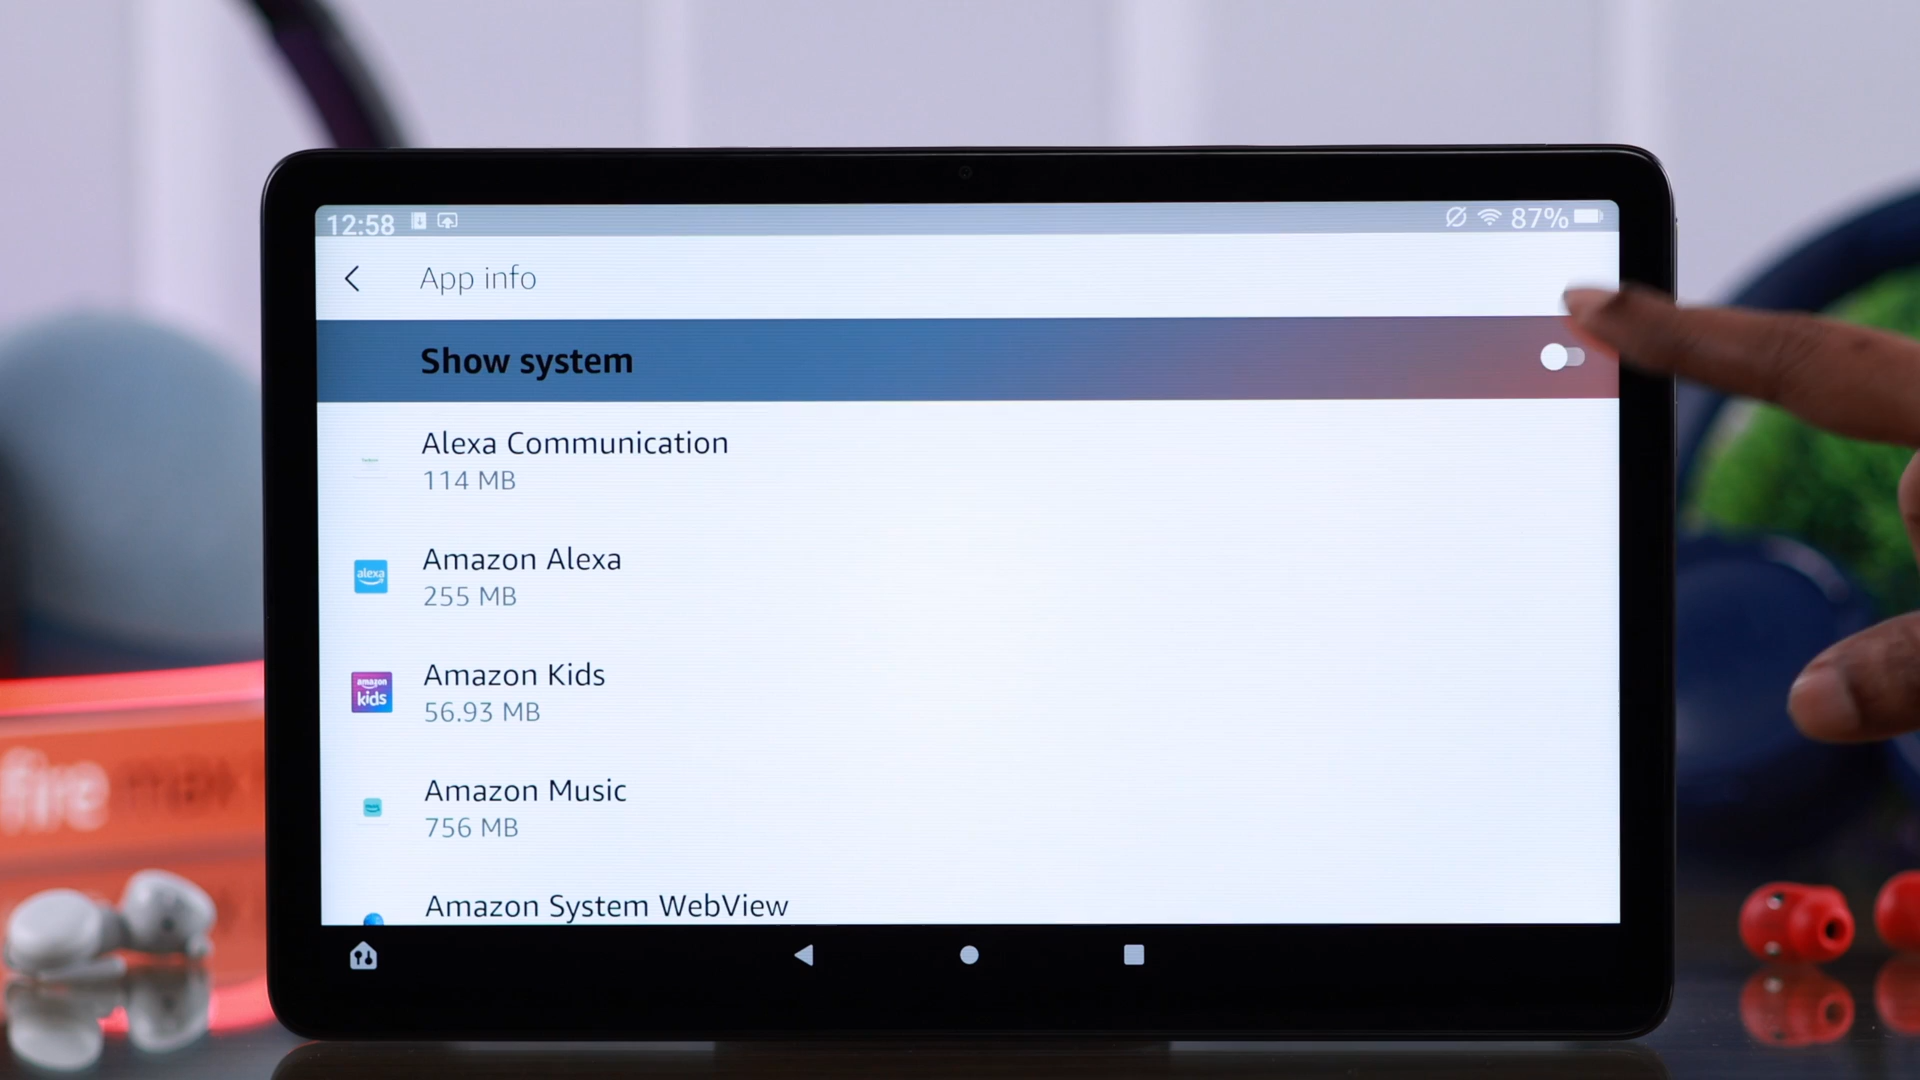 12:58
87%
App info
Show system
Alexa Communication
114 MB
alexa
Amazon Alexa
255 MB
amazon
kids
Amazon Kids
56.93 MB
Amazon Music
756 MB
Amazon System WebView
fire max